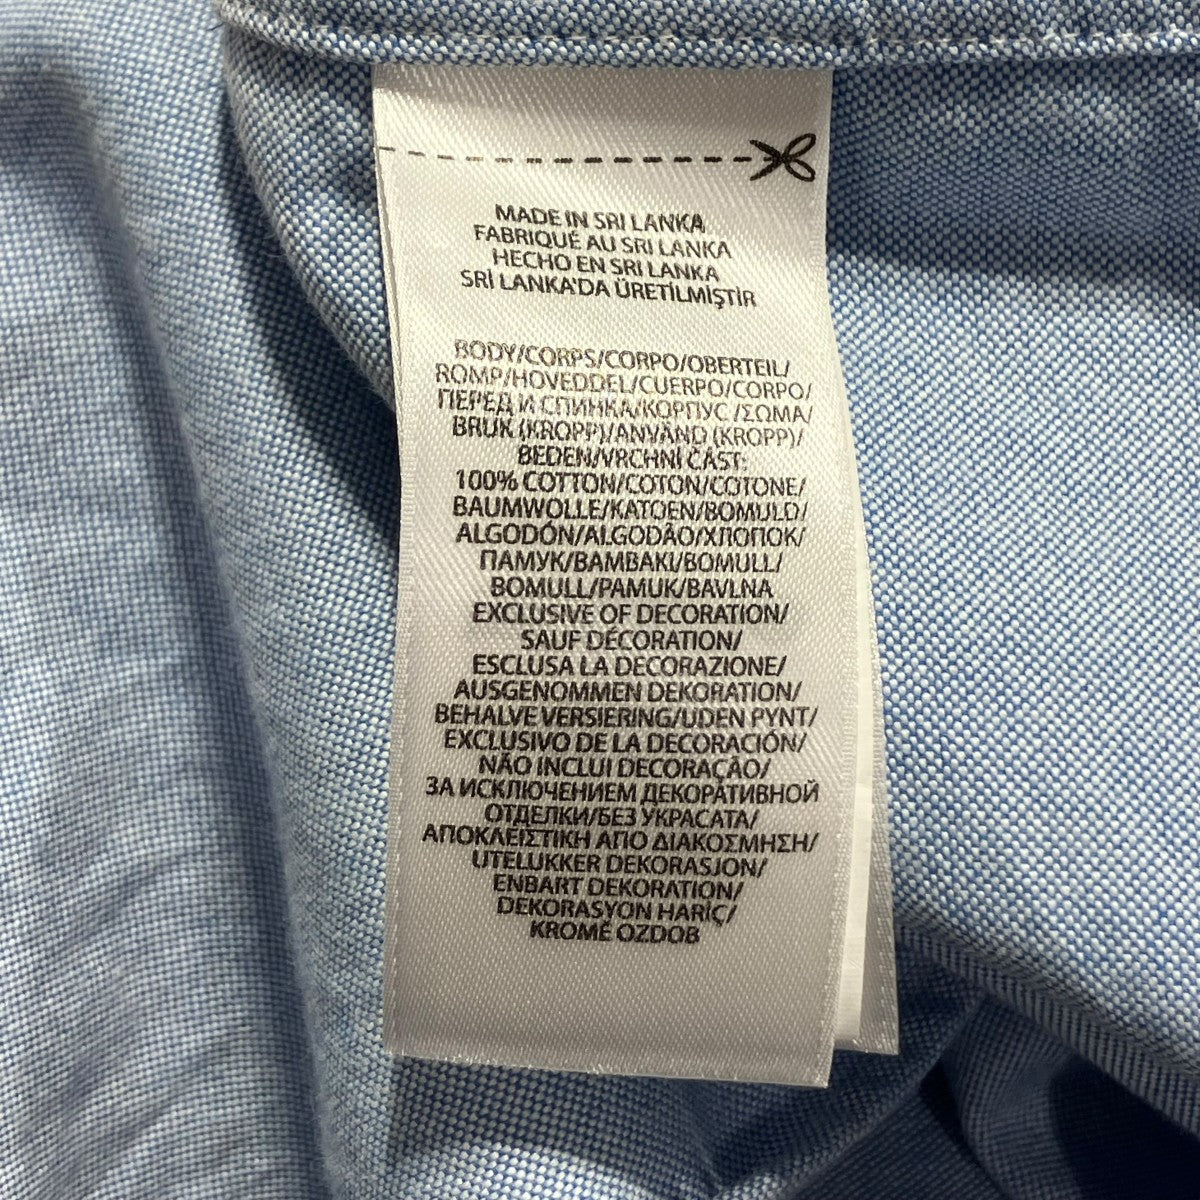 MADE IN SRI LANKA
FABRIQUÉ AU SRI LANKA
HECHO EN SRI LANKA
SRİ LANKA'DA ÜRETİLMİŞTİR
BODY/CORPS/CORPO/OBERTEIL/
ROMP/HOVEDDEL/CUERPO/CORPO/
ПЕРЕД И СПИНКА/КОРПУС /ΣΩΜΑ/
BRUK (KROPP)/ANVÄND (KROPP)/
BEDEN/VRCHNÍ ČÁST:
100% COTTON/COTON/COTONE/
BAUMWOLLE/KATOEN/BOMULD/
ALGODÓN/ALGODÃO/ХЛОПОК/
ПАМУК/ΒΑΜΒΑΚΙ/BOMULL/
BOMULL/PAMUK/BAVLNA
EXCLUSIVE OF DECORATION/
SAUF DÉCORATION/
ESCLUSA LA DECORAZIONE/
AUSGENOMMEN DEKORATION/
BEHALVE VERSIERING/UDEN PYNT/
EXCLUSIVO DE LA DECORACIÓN/
NÃO INCLUI DECORAÇÃO/
ЗА ИСКЛЮЧЕНИЕМ ДЕКОРАТИВНОЙ
ОТДЕЛКИ/БЕЗ УКРАСАТА/
ΑΠΟΚΛΕΙΣΤΙΚΗ ΑΠΟ ΔΙΑΚΟΣΜΗΣΗ/
UTELUKKER DEKORASJON/
ENBART DEKORATION/
DEKORASYON HARİÇ/
KROMĚ OZDOB